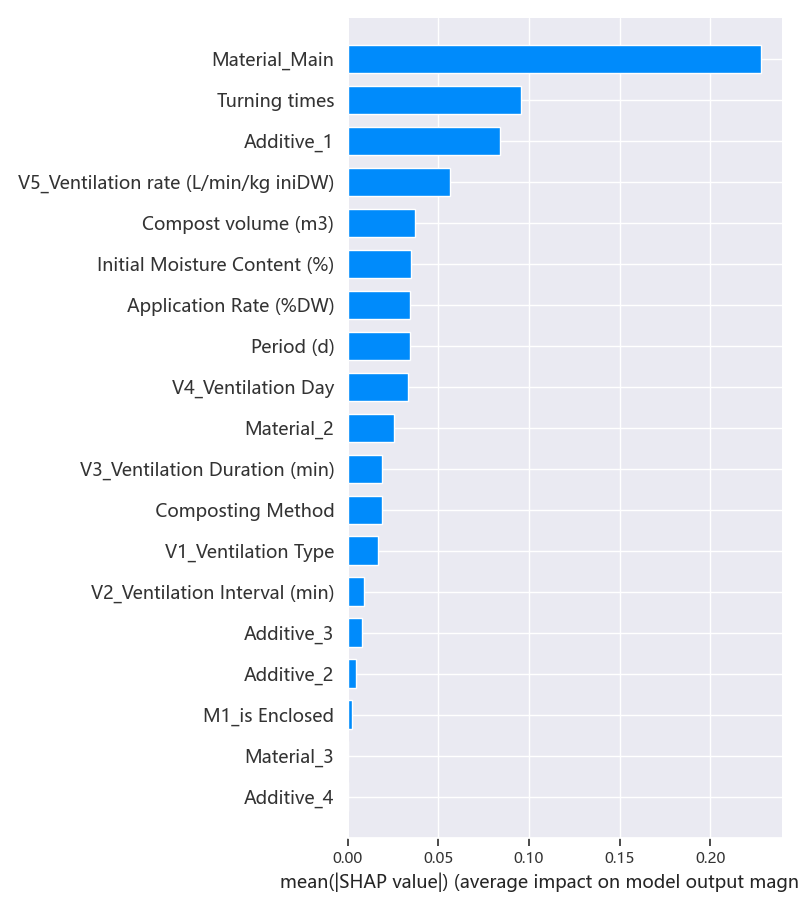 Material_Main
Turning times
Additive_1
V5_Ventilation rate (L/min/kg iniDW)
Compost volume (m3)
Initial Moisture Content (%)
Application Rate (%DW)
Period (d)
V4_Ventilation Day
Material_2
V3_Ventilation Duration (min)
Composting Method
V1_Ventilation Type
V2_Ventilation Interval (min)
Additive_3
Additive_2
M1_is Enclosed
Material_3
Additive_4
0.00 0.05 0.10 0.15 0.20
mean(|SHAP value|) (average impact on model output magn